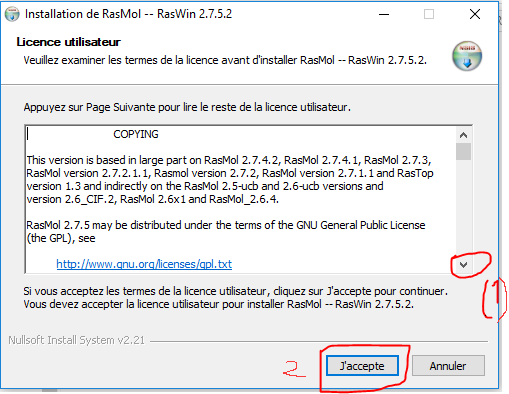 Installation de RasMol -- RasWin 2.7.5.2
Licence utilisateur
Veuillez examiner les termes de la licence avant d'installer RasMol -- RasWin 2.7.5.2.
Appuyez sur Page Suivante pour lire le reste de la licence utilisateur.
COPYING
This version is based in large part on RasMol 2.7.4.2, RasMol 2.7.4.1, RasMol 2.7.3,
RasMol version 2.7.2.1.1, Rasmol version 2.7.2, RasMol version 2.7.1.1 and RasTop
version 1.3 and indirectly on the RasMol 2.5-ucb and 2.6-ucb versions and
version 2.6_CIF.2, RasMol 2.6x1 and RasMol_2.6.4.
RasMol 2.7.5 may be distributed under the terms of the GNU General Public License
(the GPL), see
http://www.gnu.org/licenses/gpl.txt
(1)
Si vous acceptez les termes de la licence utilisateur, cliquez sur J'accepte pour continuer.
Vous devez accepter la licence utilisateur pour installer RasMol -- RasWin 2.7.5.2.
Nullsoft Install System v2.21
2 J'accepte Annuler